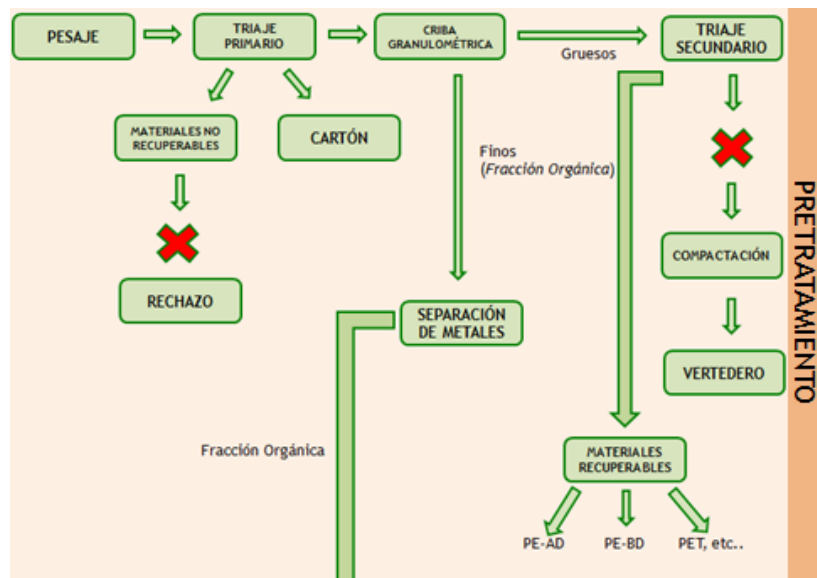 PESAJE
TRIAJE
PRIMARIO
CRIBA
GRANULOMÉTRICA
Gruesos
TRIAJE
SECUNDARIO
MATERIALES NO
RECUPERABLES
CARTÓN
Finos
(Fracción Orgánica)
RECHAZO
SEPARACIÓN
DE METALES
COMPACTACIÓN
VERTEDERO
Fracción Orgánica
MATERIALES
RECUPERABLES
PE-AD
PE-BD
PET, etc..
PRETRATAMIENTO